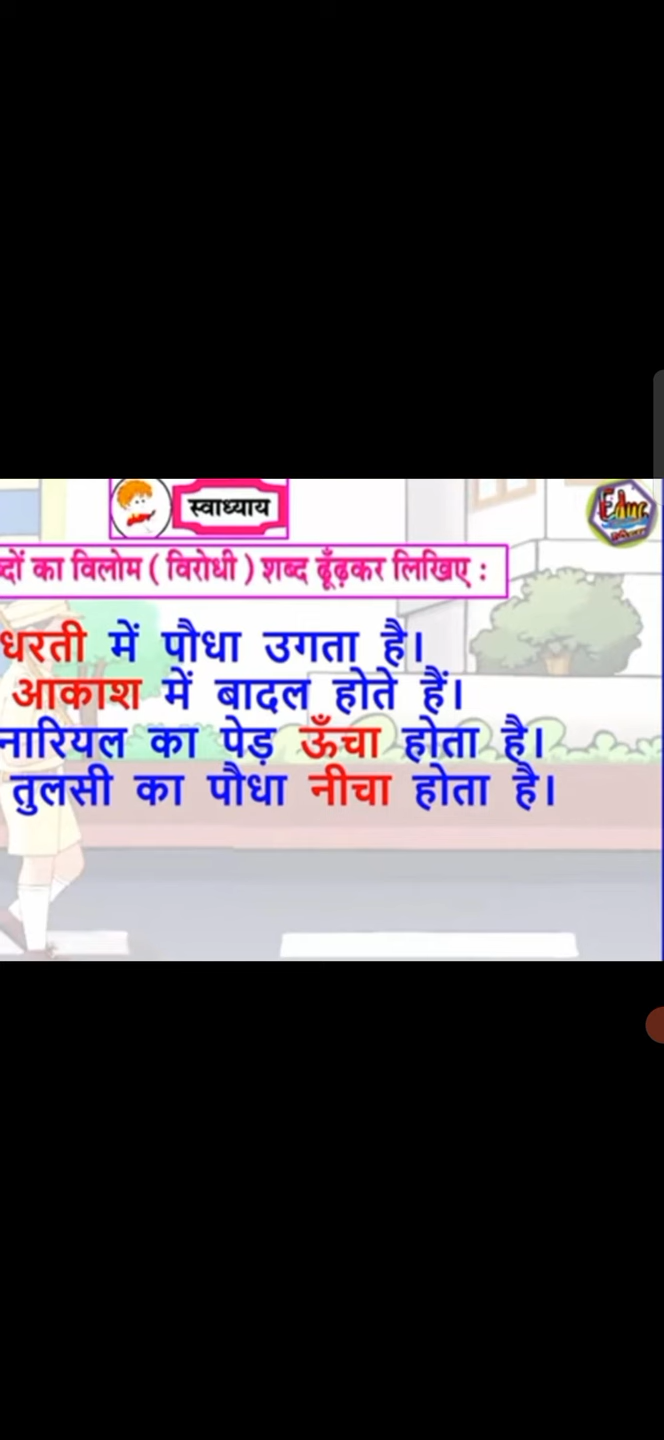 स्वाध्याय
का विलोम ( विरोधी ) शब्द ढूँढ़कर लिखिए :
धरती में पौधा उगता है।
आकाश में बादल होते हैं।
नारियल का पेड़ ऊँचा होता है।
तुलसी का पौधा नीचा होता है।